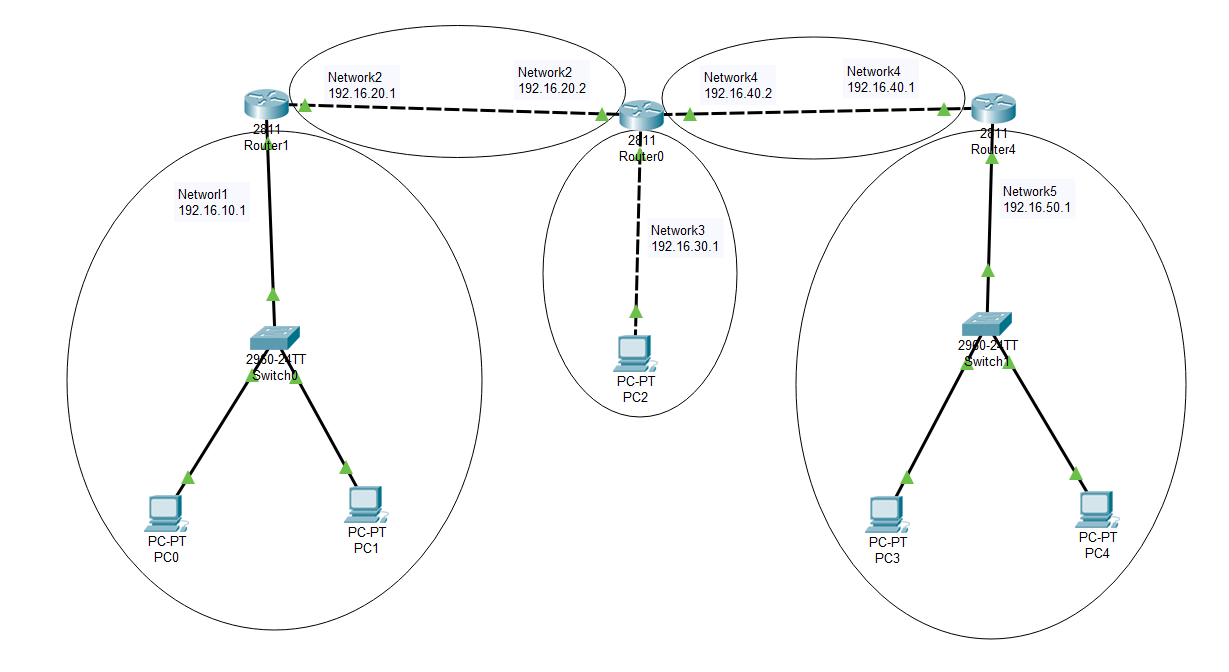 Network2
192.16.20.1
Network2
192.16.20.2
Network4
192.16.40.2
Network4
192.16.40.1
2811
Router1
2811
Router0
2811
Router4
Networl1
192.16.10.1
Network3
192.16.30.1
Network5
192.16.50.1
2960-24TT
Switch0
2960-24TT
Switch1
PC-PT
PC2
PC-PT
PC0
PC-PT
PC1
PC-PT
PC3
PC-PT
PC4